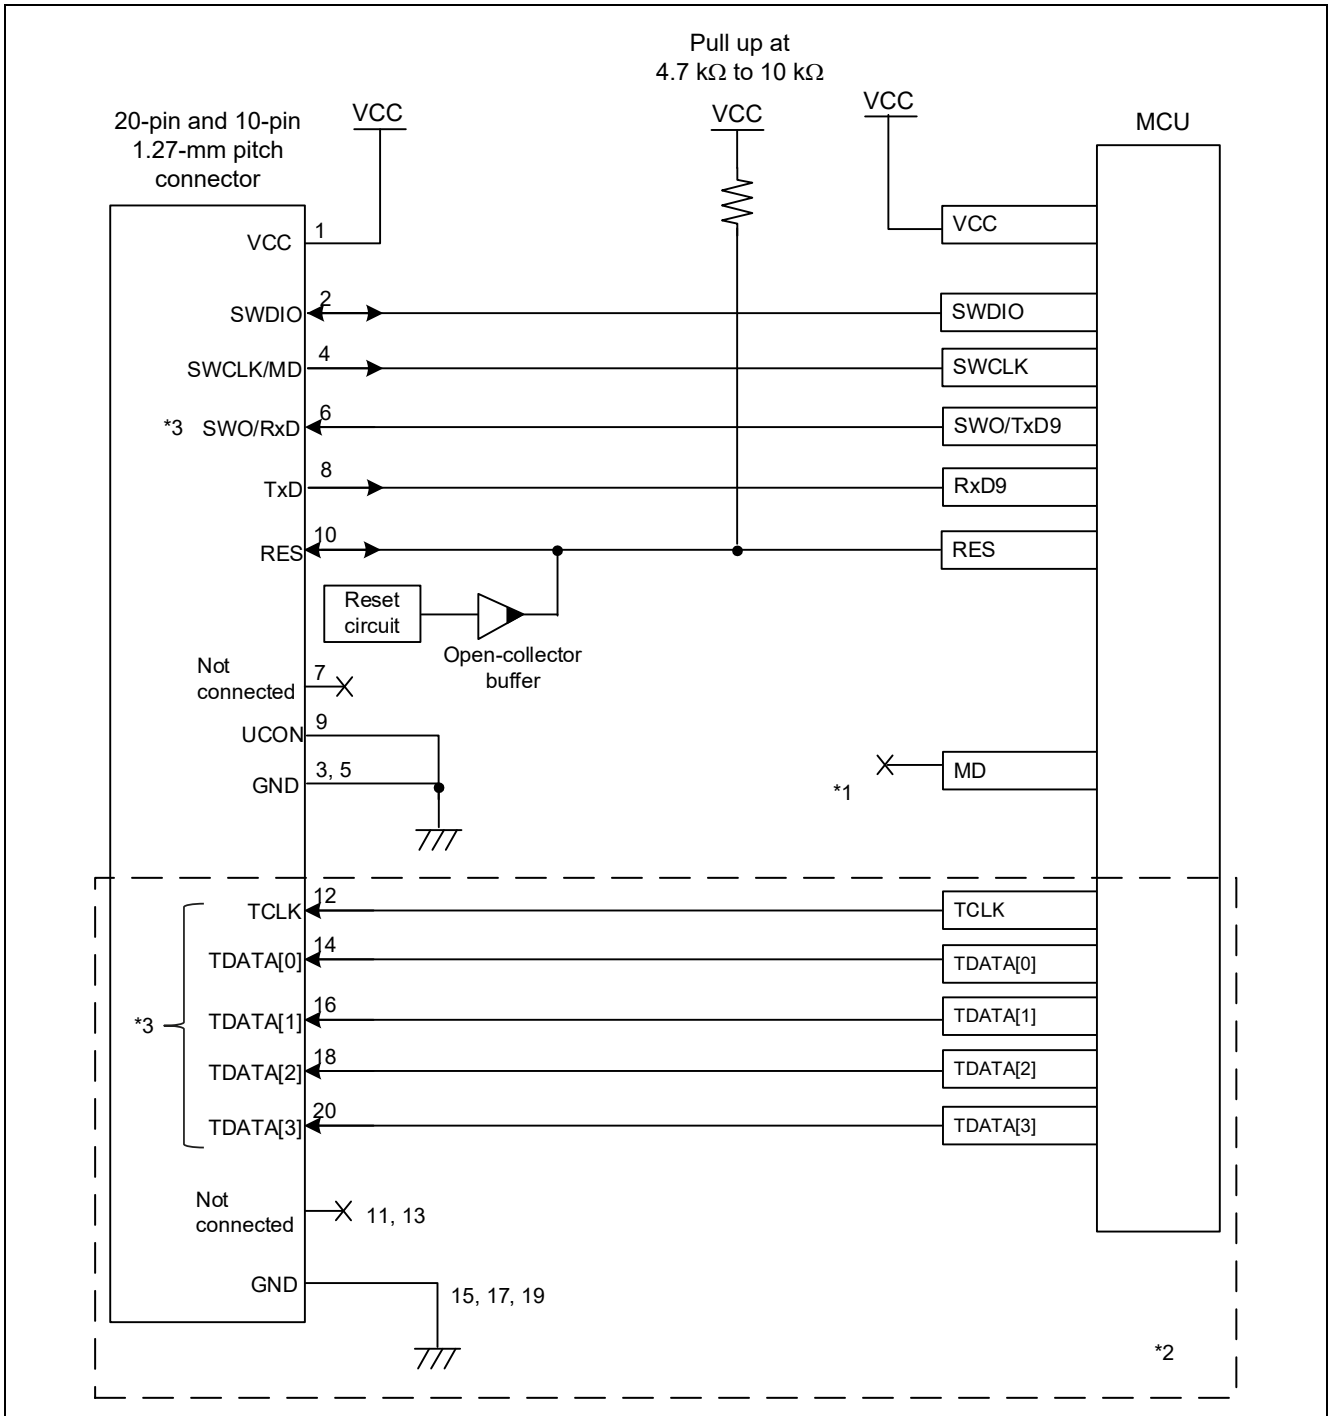 Pull up at
4.7 kΩ to 10 kΩ
20-pin and 10-pin
1.27-mm pitch
connector
VCC
VCC
VCC
MCU
VCC
1
VCC
SWDIO
2
SWDIO
SWCLK/MD
4
SWCLK
*3
SWO/RxD
6
SWO/TxD9
TxD
8
RxD9
RES
10
RES
Reset
circuit
Open-collector
buffer
Not
connected
7
UCON
9
GND
3, 5
*1
MD
*3
TCLK
12
TCLK
TDATA[0]
14
TDATA[0]
TDATA[1]
16
TDATA[1]
TDATA[2]
18
TDATA[2]
TDATA[3]
20
TDATA[3]
Not
connected
11, 13
GND
15, 17, 19
*2